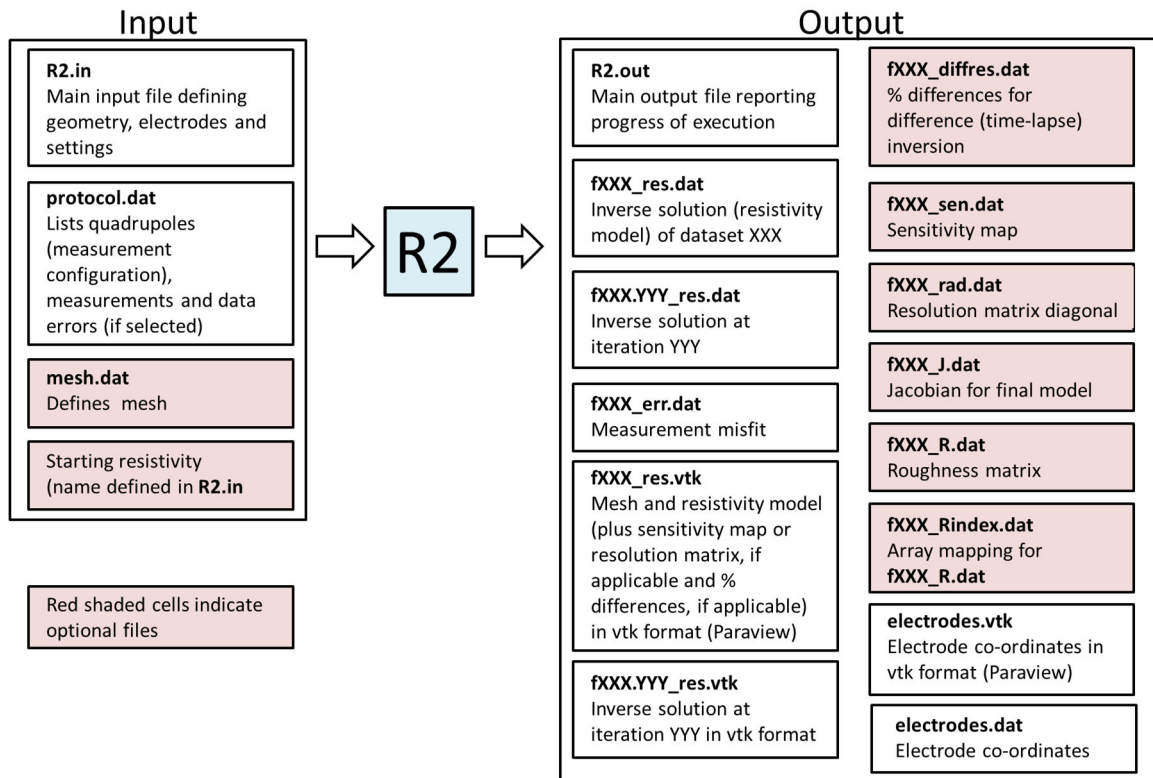 Input
R2.in
Main input file defining
geometry, electrodes and
settings
protocol.dat
Lists quadrupoles
(measurement
configuration),
measurements and data
errors (if selected)
mesh.dat
Defines mesh
Starting resistivity
(name defined in R2.in
Red shaded cells indicate
optional files
R2
Output
R2.out
Main output file reporting
progress of execution
fXXX_res.dat
Inverse solution (resistivity
model) of dataset XXX
fXXX.YYY_res.dat
Inverse solution at
iteration YYY
fXXX_err.dat
Measurement misfit
fXXX_res.vtk
Mesh and resistivity model
(plus sensitivity map or
resolution matrix, if
applicable and %
differences, if applicable)
in vtk format (Paraview)
fXXX.YYY_res.vtk
Inverse solution at
iteration YYY in vtk format
fXXX_diffres.dat
% differences for
difference (time-lapse)
inversion
fXXX_sen.dat
Sensitivity map
fXXX_rad.dat
Resolution matrix diagonal
fXXX_J.dat
Jacobian for final model
fXXX_R.dat
Roughness matrix
fXXX_Rindex.dat
Array mapping for
fXXX_R.dat
electrodes.vtk
Electrode co-ordinates in
vtk format (Paraview)
electrodes.dat
Electrode co-ordinates